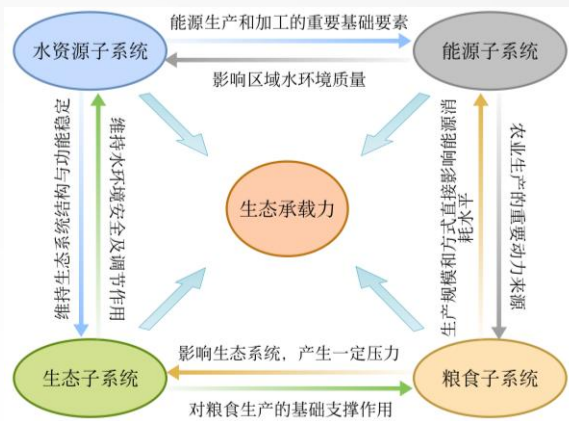 能源生产和加工的重要基础要素
水资源子系统
能源子系统
影响区域水环境质量
维持生态系统结构与功能稳定
维持水环境安全及调节作用
生态承载力
生产规模和方式直接影响能源消
耗水平
农业生产的重要动力来源
影响生态系统，产生一定压力
生态子系统
粮食子系统
对粮食生产的基础支撑作用